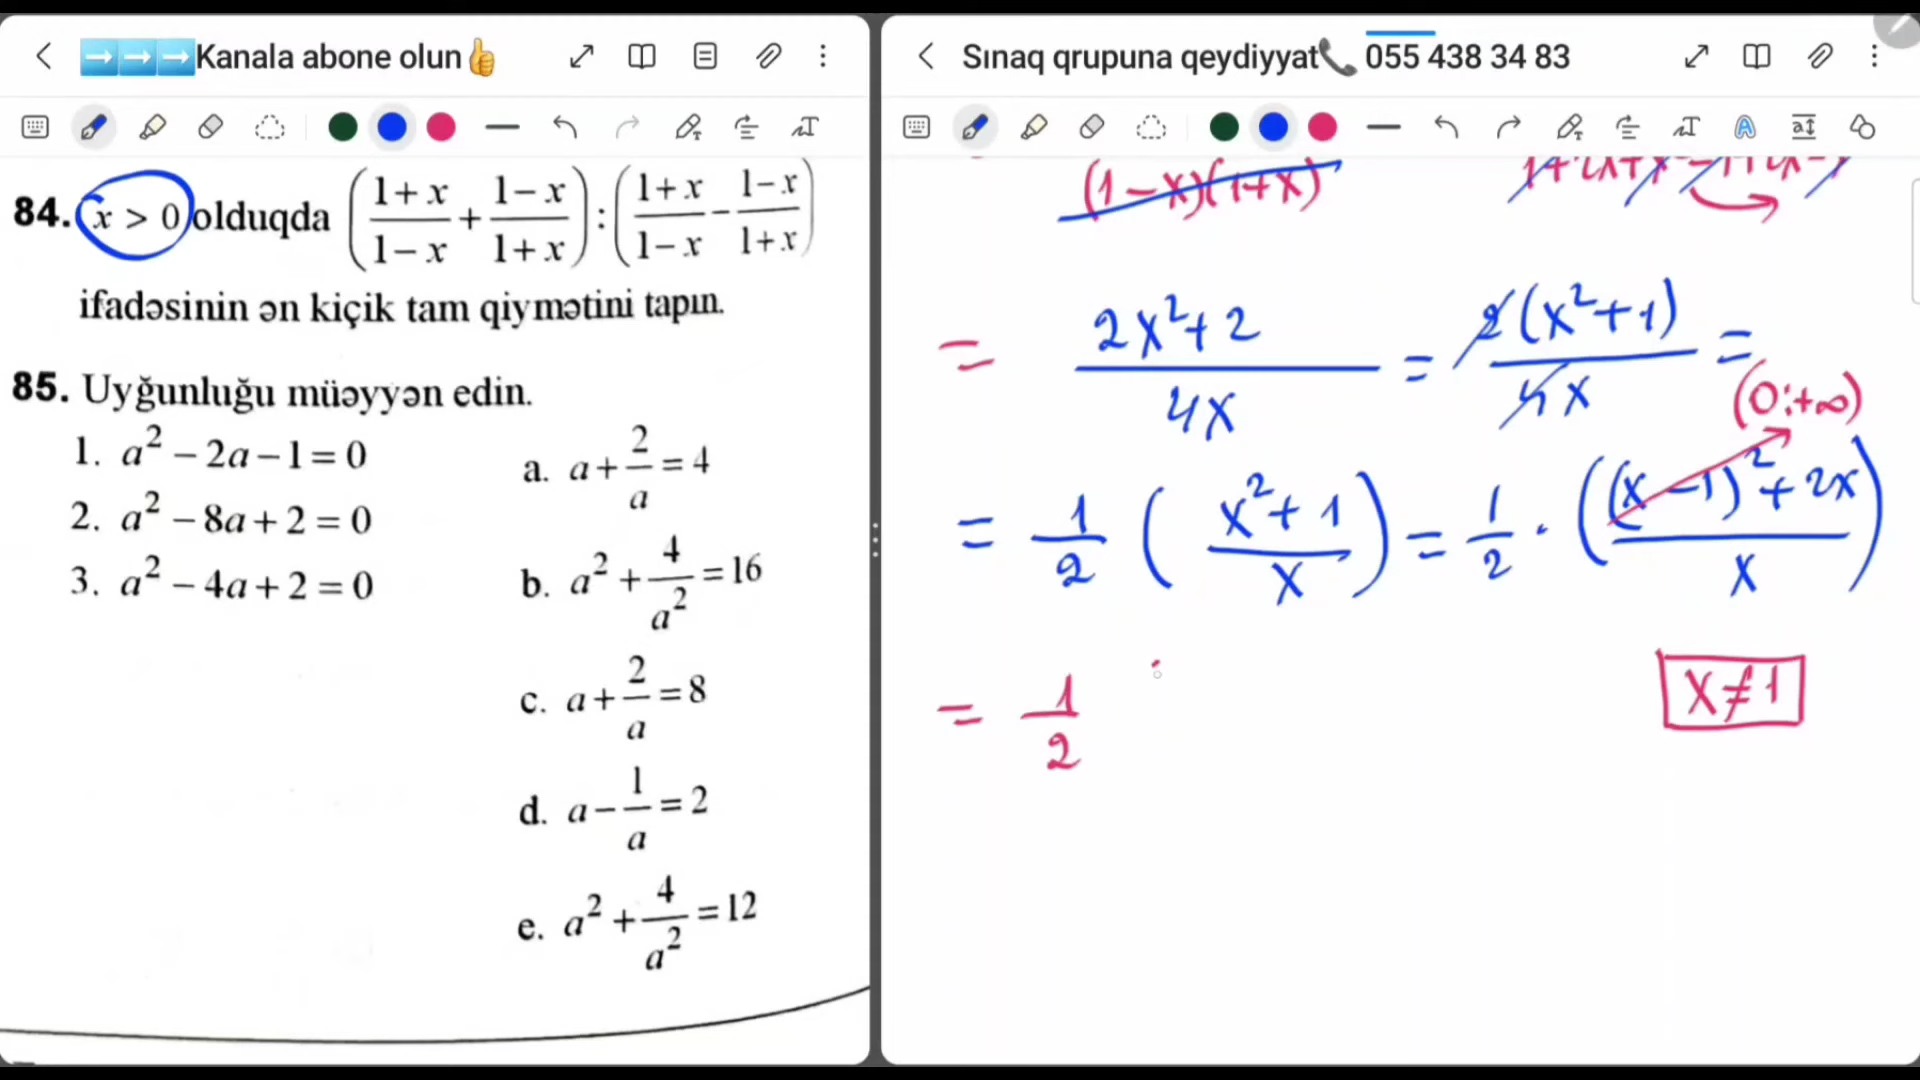 ➡️➡️➡️Kanala abone olun👍
84. x > 0 olduqda ((1+x)/(1−x) + (1−x)/(1+x)) : ((1+x)/(1−x) − (1−x)/(1+x))
ifadəsinin ən kiçik tam qiymətini tapın.
85. Uyğunluğu müəyyən edin.
1. a² − 2a − 1 = 0
2. a² − 8a + 2 = 0
3. a² − 4a + 2 = 0
a. a + 2/a = 4
b. a² + 4/a² = 16
c. a + 2/a = 8
d. a − 1/a = 2
e. a² + 4/a² = 12
Sınaq qrupuna qeydiyyat📞 055 438 34 83
(1−x)(1+x)
= (2x²+2)/(4x) = 2(x²+1)/(4x) =
(0;+∞)
= 1/2 ((x²+1)/x) = 1/2 · (((x−1)²+2x)/x)
= 1/2
x≠1